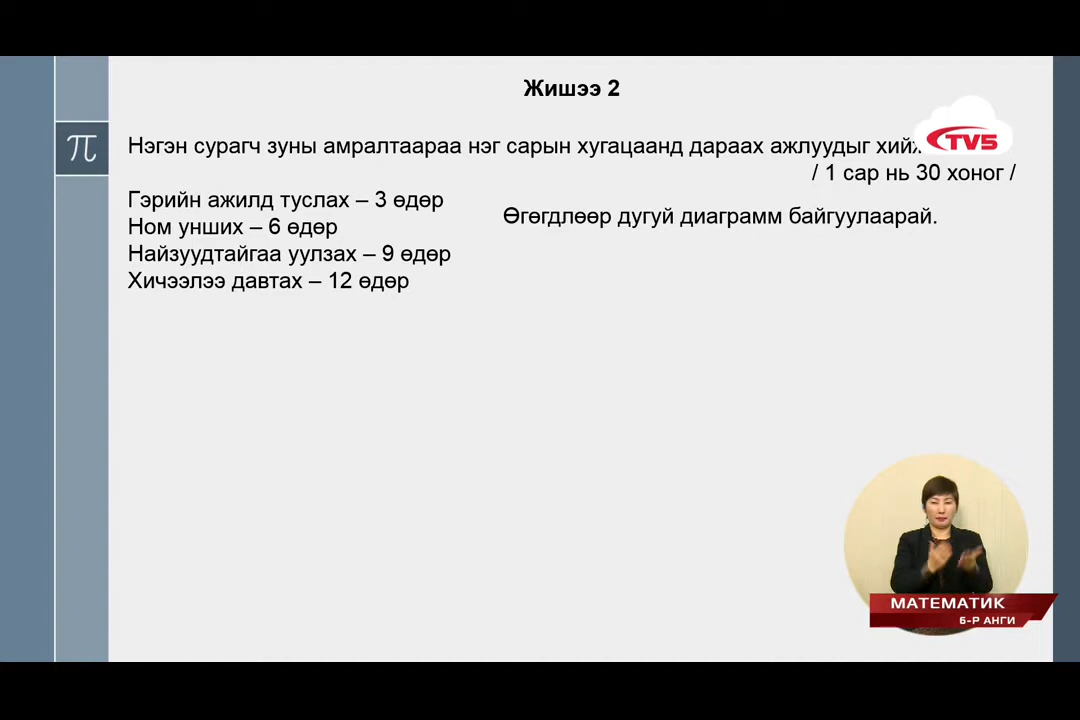 Жишээ 2
π
Нэгэн сурагч зуны амралтаараа нэг сарын хугацаанд дараах ажлуудыг
TV5
/ 1 сар нь 30 хоног /
Гэрийн ажилд туслах – 3 өдөр
Ном унших – 6 өдөр
Найзуудтайгаа уулзах – 9 өдөр
Хичээлээ давтах – 12 өдөр
Өгөгдлөөр дугуй диаграмм байгуулаарай.
МАТЕМАТИК
6-Р АНГИ